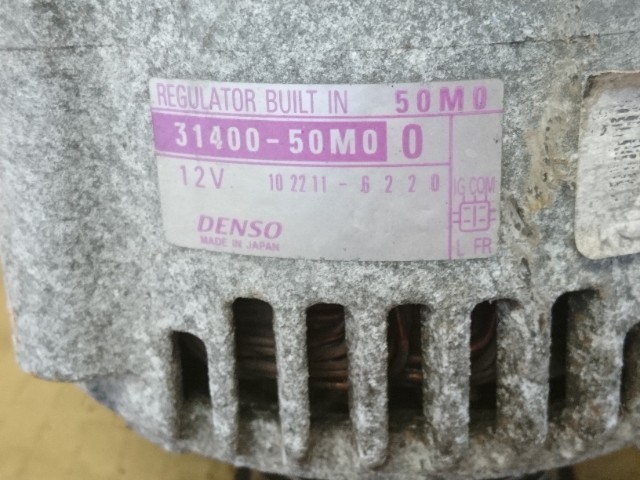 REGULATOR BUILT IN 50M0
31400-50M0 0
12V 102211-6220
IG COM
DENSO
MADE IN JAPAN
L FR